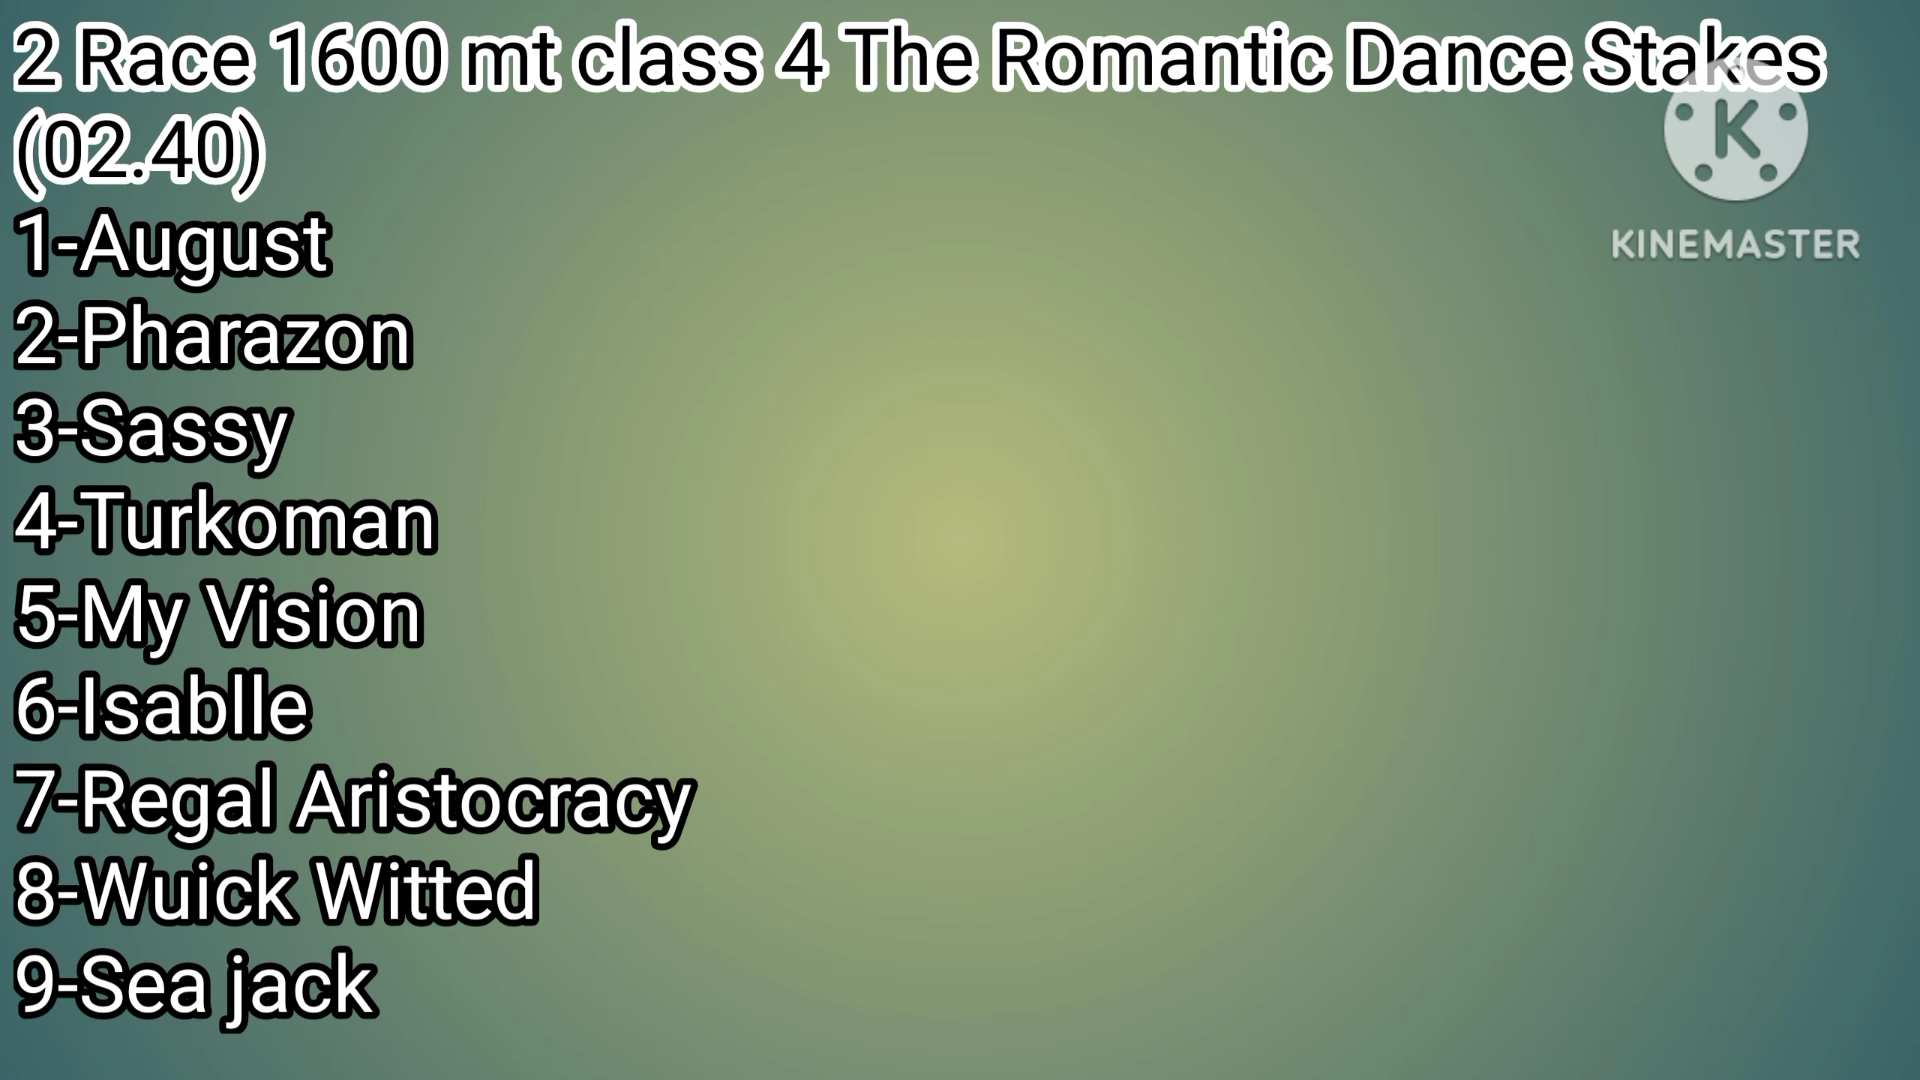 2 Race 1600 mt class 4 The Romantic Dance Stakes
(02.40)
K
KINEMASTER
1-August
2-Pharazon
3-Sassy
4-Turkoman
5-My Vision
6-Isablle
7-Regal Aristocracy
8-Wuick Witted
9-Sea jack